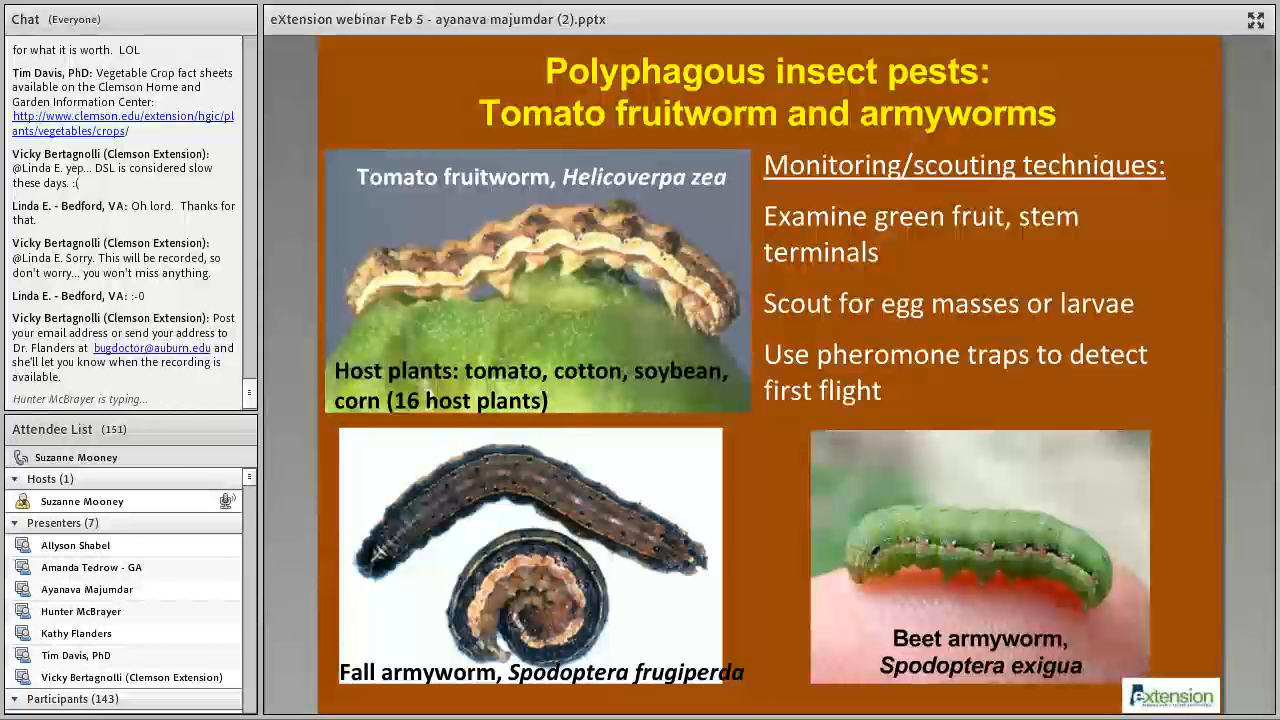 Chat (Everyone)
for what it is worth. LOL
Tim Davis, PhD: Vegetable Crop fact sheets
available on the Clemson Home and
Garden Information Center:
http://www.clemson.edu/extension/hgic/pl
ants/vegetables/crops/
Vicky Bertagnolli (Clemson Extension):
@Linda E. yep... DSL is considered slow
these days. :(
Linda E. - Bedford, VA: Oh lord. Thanks for
that.
Vicky Bertagnolli (Clemson Extension):
@Linda E. Sorry. This will be recorded, so
don't worry... you won't miss anything.
Linda E. - Bedford, VA: :-0
Vicky Bertagnolli (Clemson Extension): Post
your email address or send your address to
Dr. Flanders at bugdoctor@auburn.edu and
she'll let you know when the recording is
available.
Hunter McBrayer is typing...
Attendee List (151)
Suzanne Mooney
Hosts (1)
Suzanne Mooney
Presenters (7)
Allyson Shabel
Amanda Tedrow - GA
Ayanava Majumdar
Hunter McBrayer
Kathy Flanders
Tim Davis, PhD
Vicky Bertagnolli (Clemson Extension)
Participants (143)
eXtension webinar Feb 5 - ayanava majumdar (2).pptx
Polyphagous insect pests:
Tomato fruitworm and armyworms
Tomato fruitworm, Helicoverpa zea
Host plants: tomato, cotton, soybean,
corn (16 host plants)
Monitoring/scouting techniques:
Examine green fruit, stem
terminals
Scout for egg masses or larvae
Use pheromone traps to detect
first flight
Fall armyworm, Spodoptera frugiperda
Beet armyworm,
Spodoptera exigua
extension